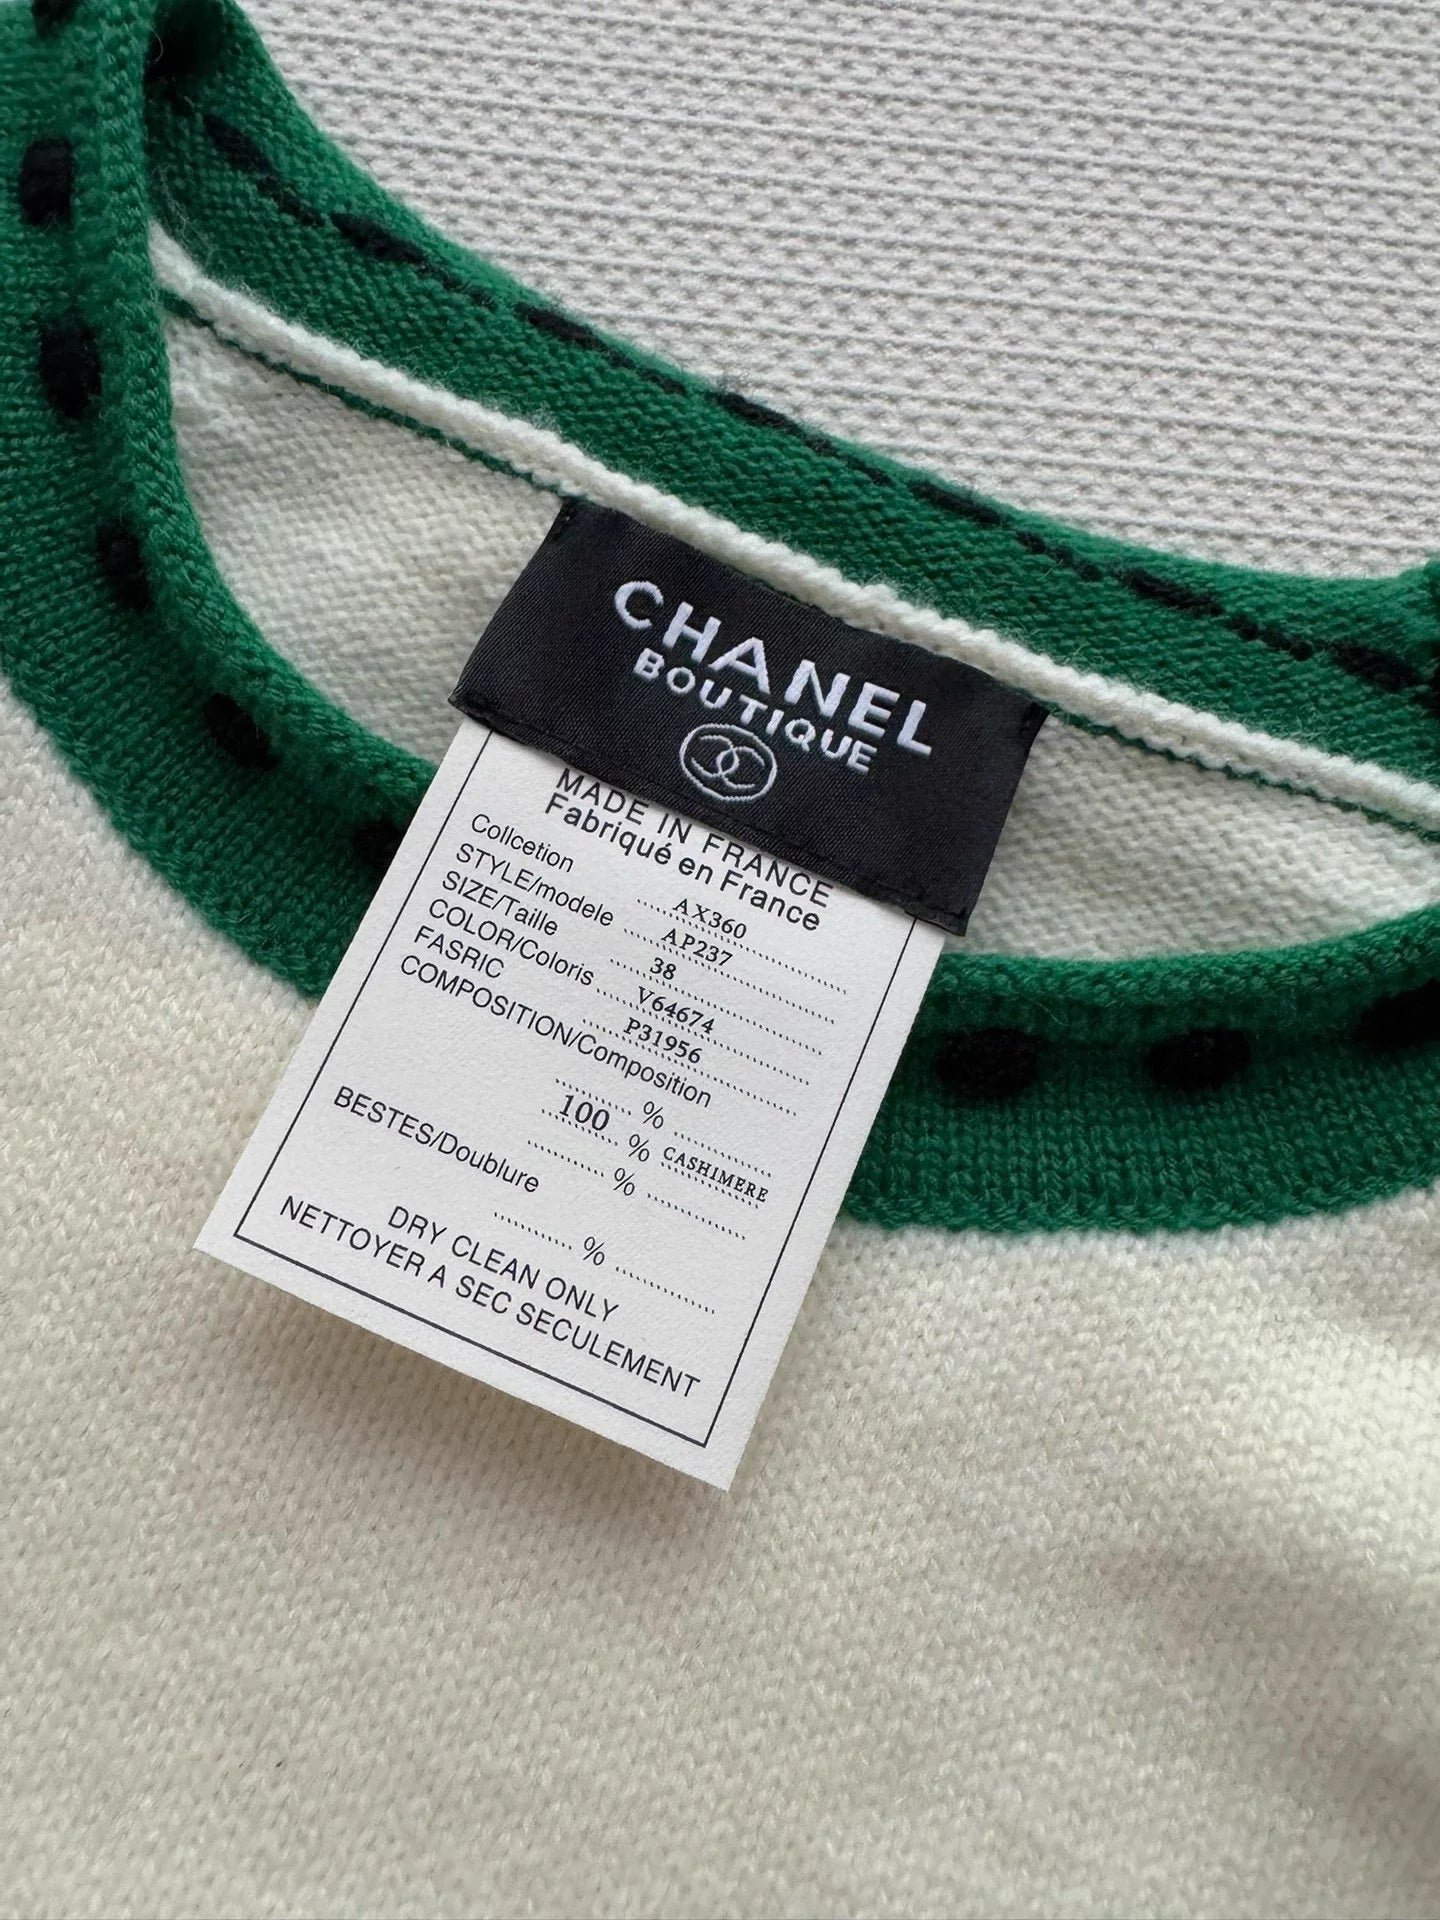 CHANEL
BOUTIQUE
MADE IN FRANCE
Fabriqué en France
Collcetion AX360
STYLE/modele AP237
SIZE/Taille 38
COLOR/Coloris V64674
FASRIC P31956
COMPOSITION/Composition
%
100 % CASHIMERE
%
BESTES/Doublure
%
DRY CLEAN ONLY
NETTOYER A SEC SECULEMENT